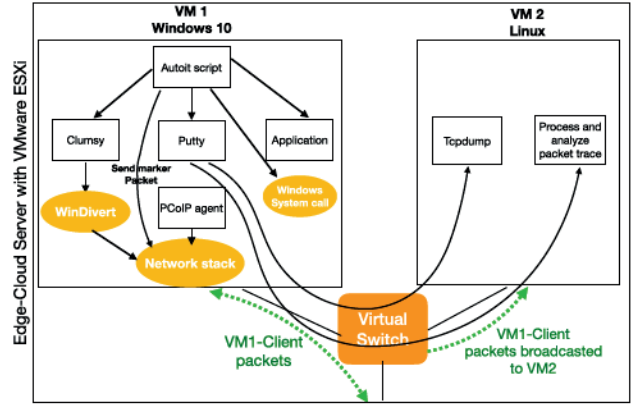 Edge-Cloud Server with VMware ESXi
VM 1
Windows 10
VM 2
Linux
Autoit script
Clumsy
Putty
Application
Send marker
Packet
WinDivert
PCoIP agent
Windows
System call
Network stack
Tcpdump
Process and
analyze
packet trace
Virtual
Switch
VM1-Client
packets
VM1-Client
packets broadcasted
to VM2